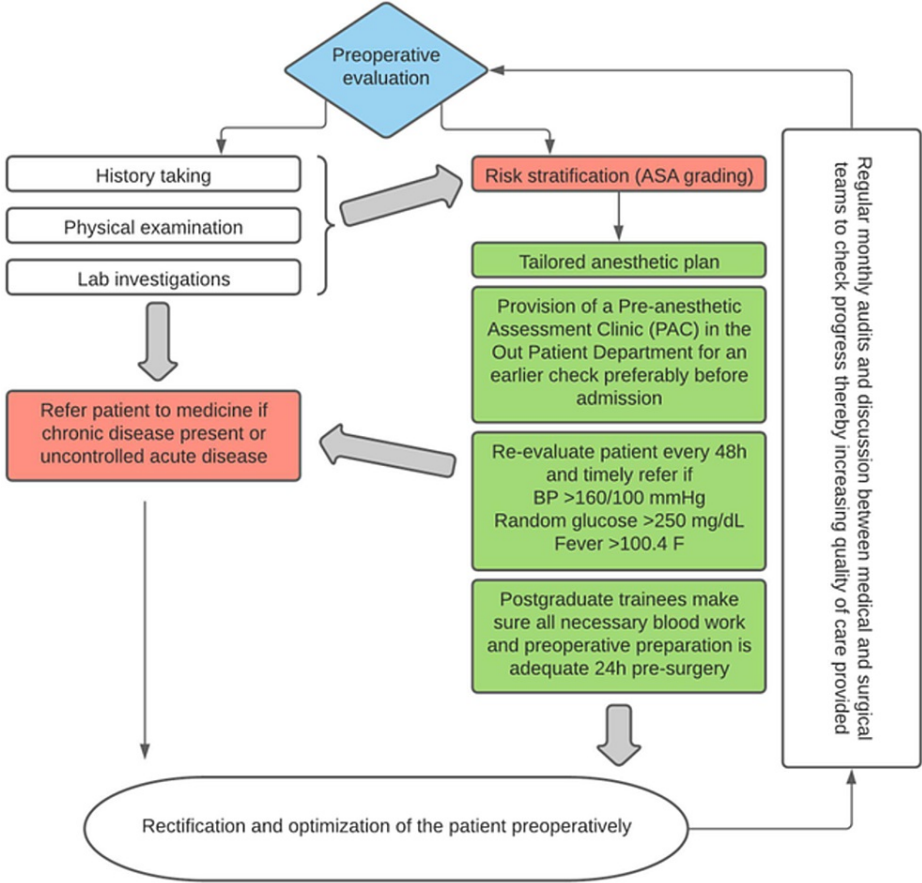 Preoperative
evaluation
History taking
Physical examination
Lab investigations
Risk stratification (ASA grading)
Tailored anesthetic plan
Provision of a Pre-anesthetic
Assessment Clinic (PAC) in the
Out Patient Department for an
earlier check preferably before
admission
Refer patient to medicine if
chronic disease present or
uncontrolled acute disease
Re-evaluate patient every 48h
and timely refer if
BP >160/100 mmHg
Random glucose >250 mg/dL
Fever >100.4 F
Postgraduate trainees make
sure all necessary blood work
and preoperative preparation is
adequate 24h pre-surgery
Rectification and optimization of the patient preoperatively
Regular monthly audits and discussion between medical and surgical
teams to check progress thereby increasing quality of care provided